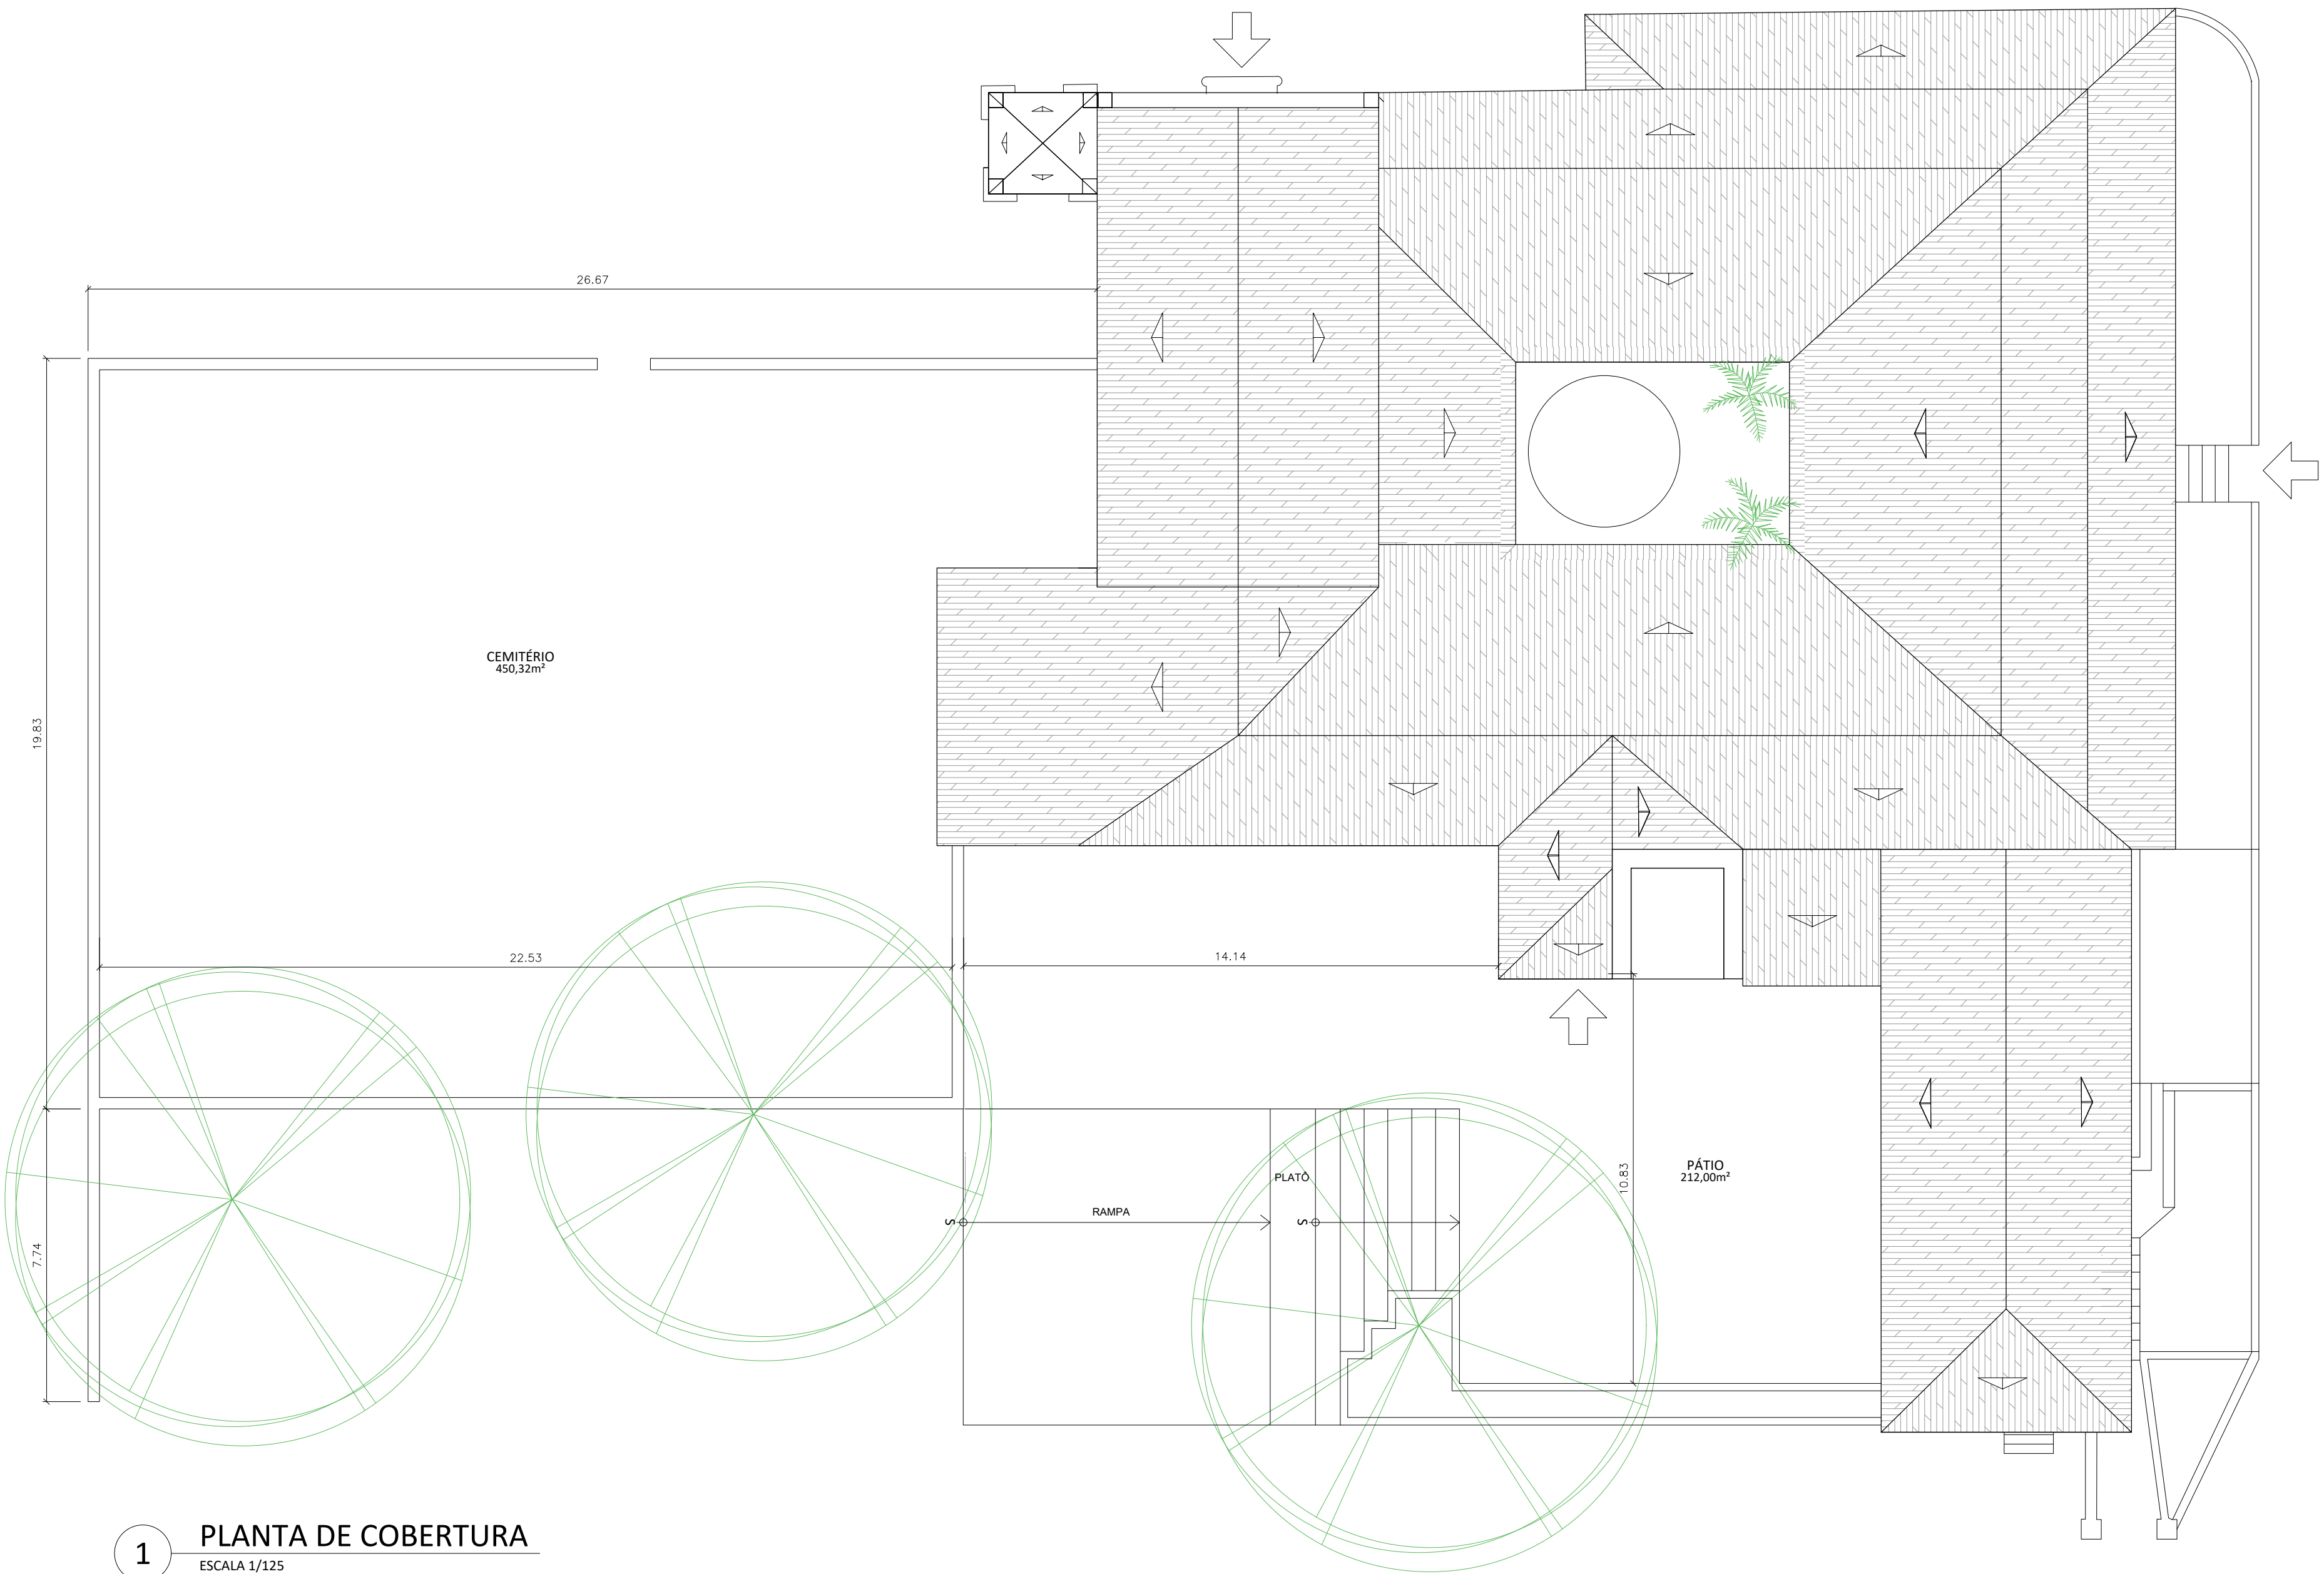 26.67
19.83
CEMITÉRIO
450,32m²
22.53
14.14
10.83
PÁTIO
212,00m²
PLATÔ
RAMPA
S
S
7.74
1
PLANTA DE COBERTURA
ESCALA 1/125